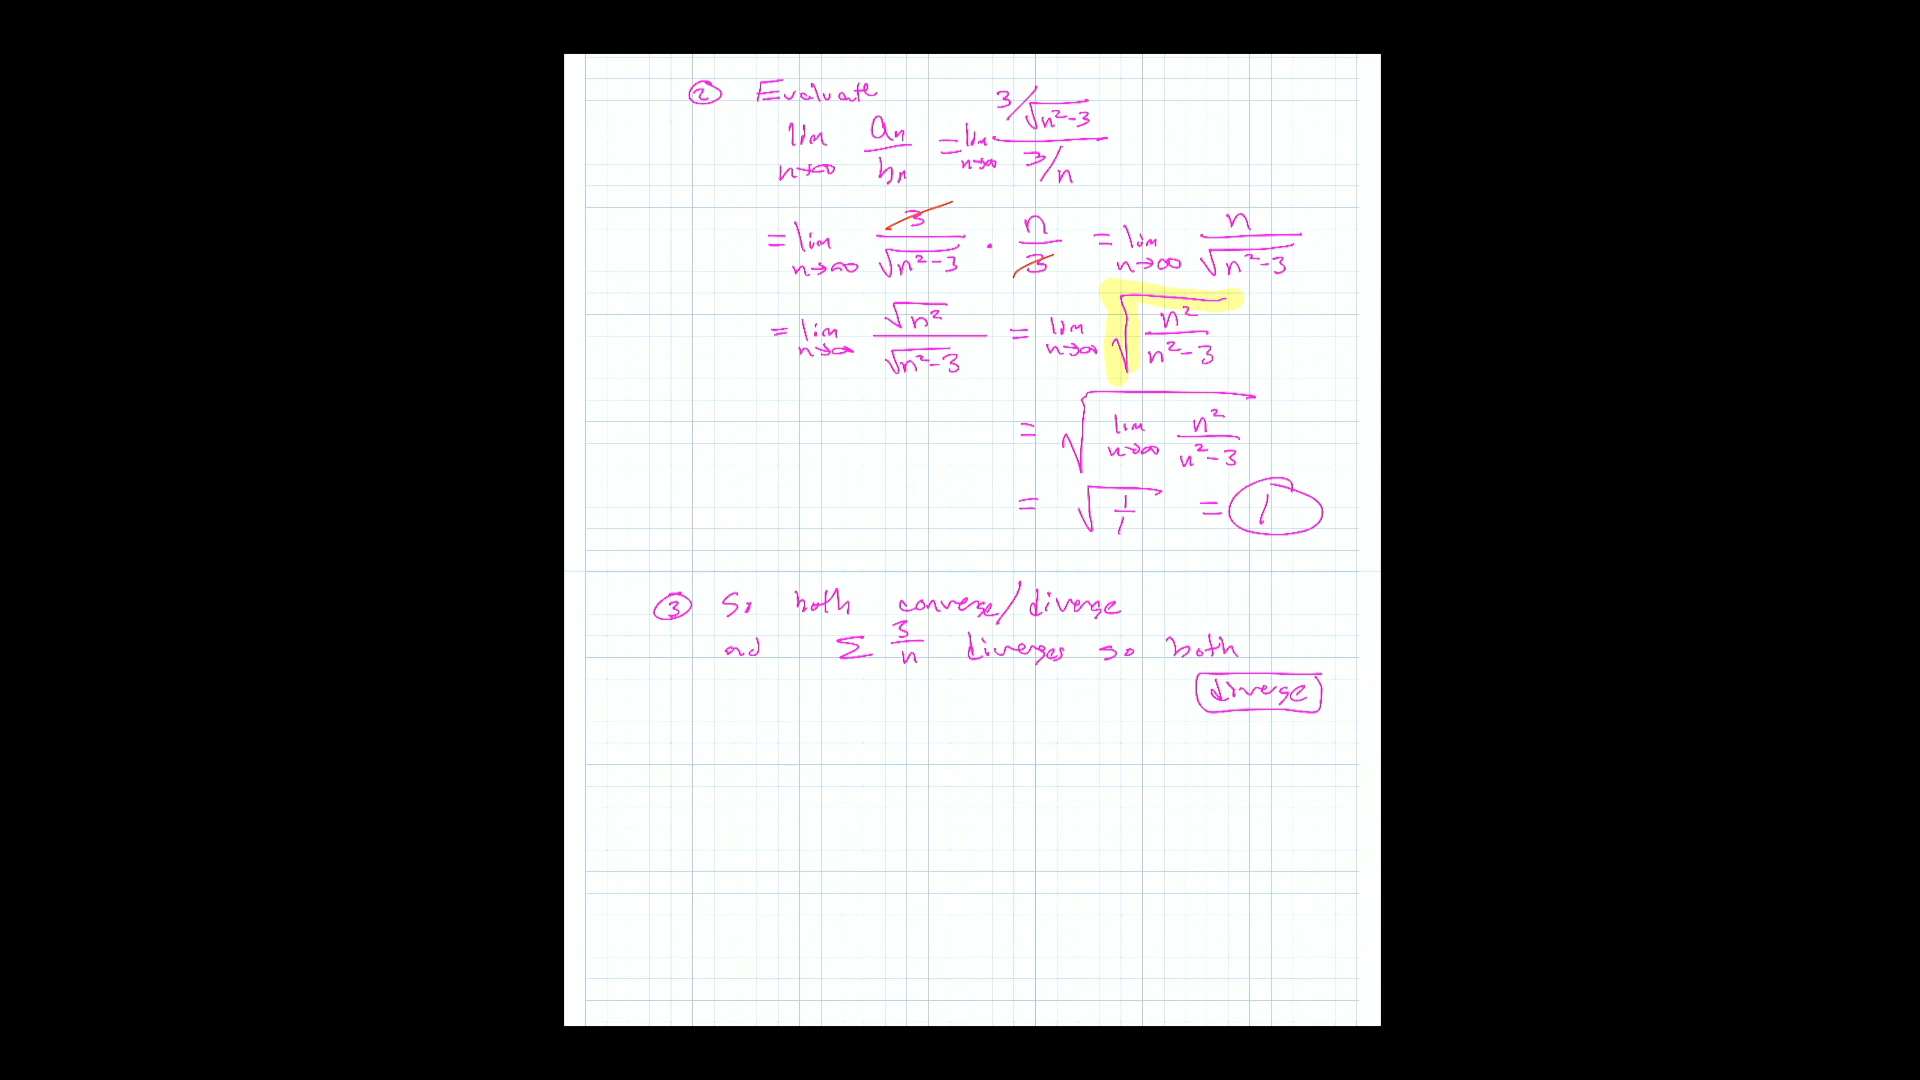 ② Evaluate
lim n→∞ aₙ/bₙ = lim n→∞ (3/√(n²-3))/(3/n)
= lim n→∞ 3/√(n²-3) · n/3 = lim n→∞ n/√(n²-3)
= lim n→∞ √(n²)/√(n²-3) = lim n→∞ √(n²/(n²-3))
= √(lim n→∞ n²/(n²-3))
= √(1/1) = 1
③ So both converge/diverge
and Σ 3/n diverges so both
diverge